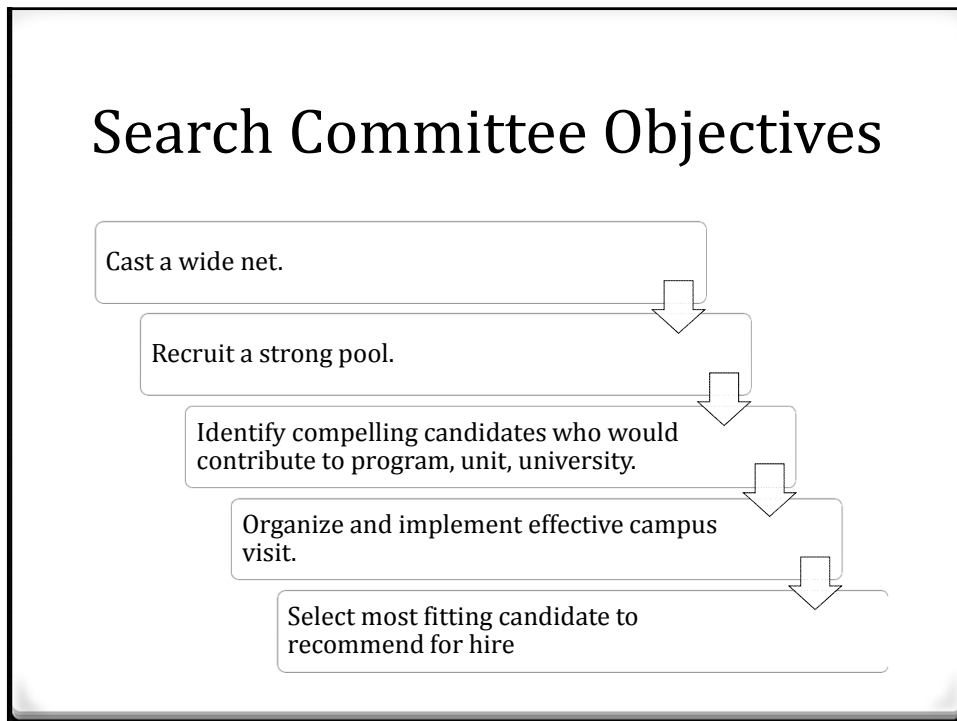 Search Committee Objectives
Cast a wide net.
Recruit a strong pool.
Identify compelling candidates who would
contribute to program, unit, university.
Organize and implement effective campus
visit.
Select most fitting candidate to
recommend for hire